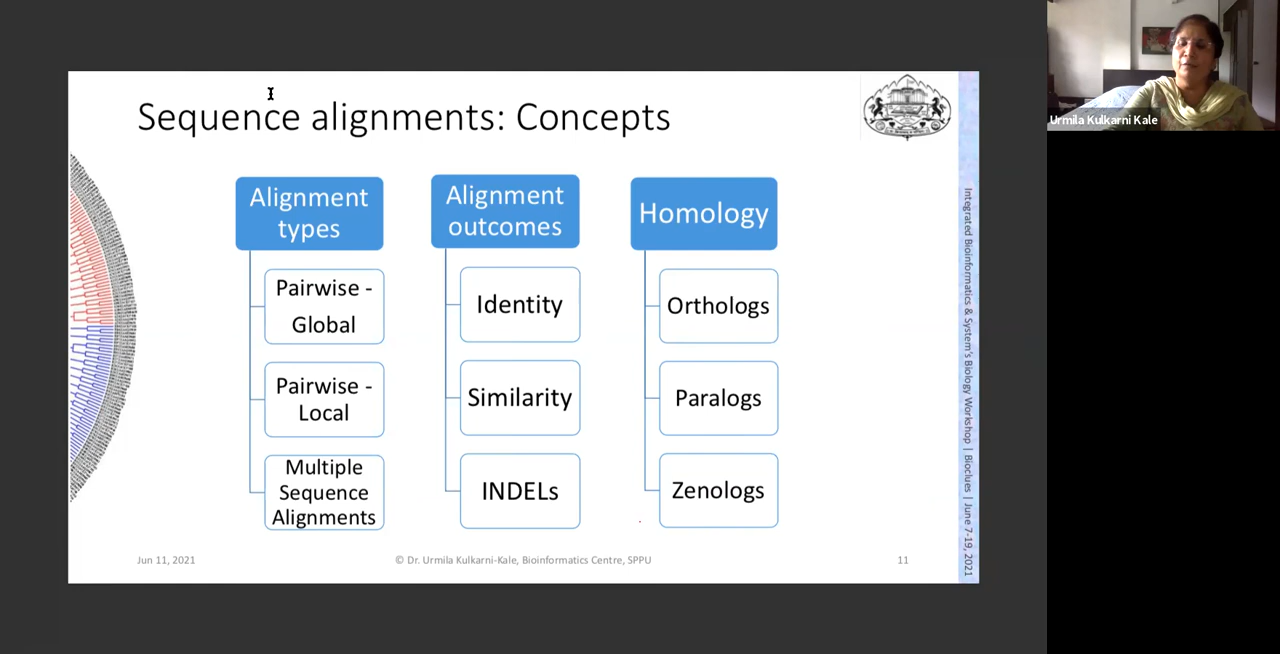 Sequence alignments: Concepts
Alignment
types
Pairwise -
Global
Pairwise -
Local
Multiple
Sequence
Alignments
Alignment
outcomes
Identity
Similarity
INDELs
Homology
Orthologs
Paralogs
Zenologs
Jun 11, 2021
© Dr. Urmila Kulkarni-Kale, Bioinformatics Centre, SPPU
11
Integrated Bioinformatics & System's Biology Workshop | Bioclues | June 7-19, 2021
Urmila Kulkarni Kale